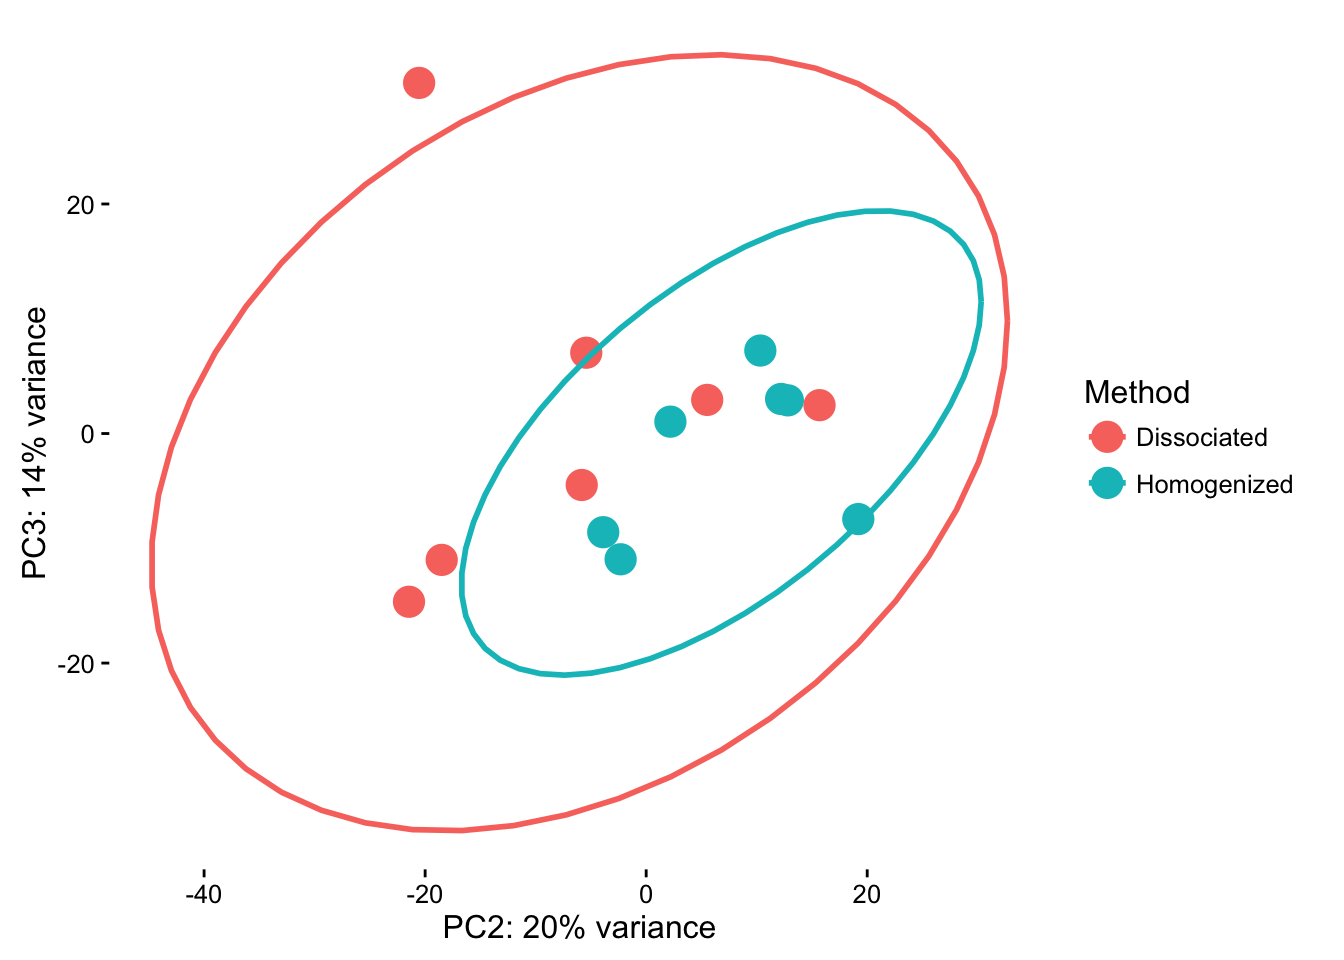 20
0
-20
PC3: 14% variance
-40
-20
0
20
PC2: 20% variance
Method
Dissociated
Homogenized